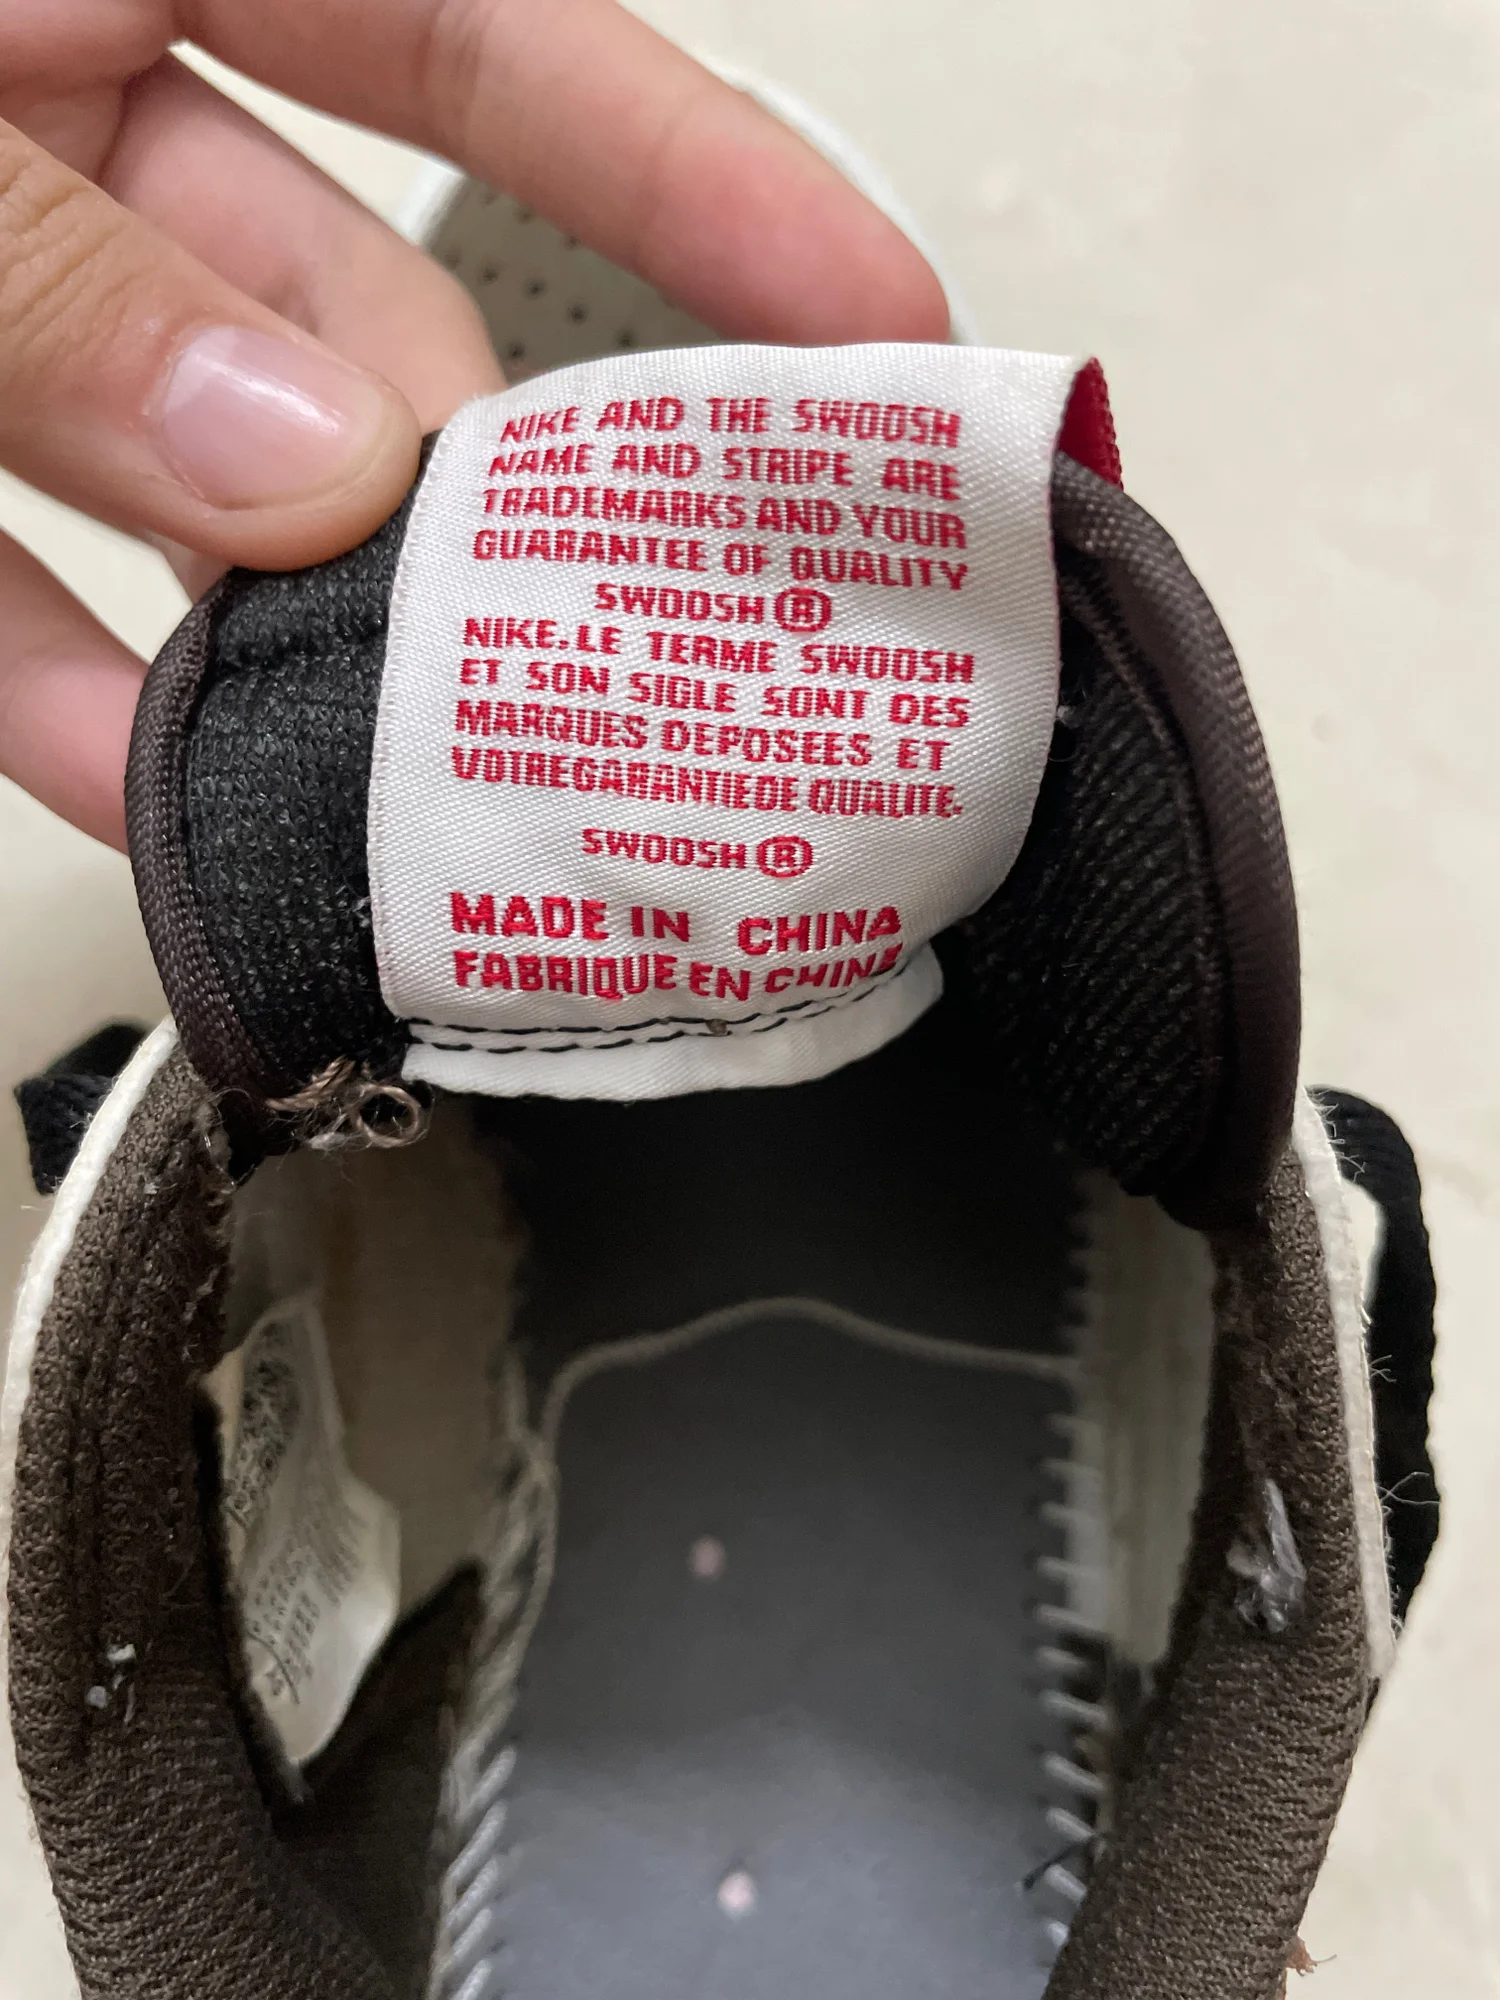 NIKE AND THE SWOOSH
NAME AND STRIPE ARE
TRADEMARKS AND YOUR
GUARANTEE OF QUALITY
SWOOSH ®
NIKE.LE TERME SWOOSH
ET SON SIGLE SONT DES
MARQUES DEPOSEES ET
VOTREGARANTIEDE QUALITE.
SWOOSH ®
MADE IN CHINA
FABRIQUE EN CHINE